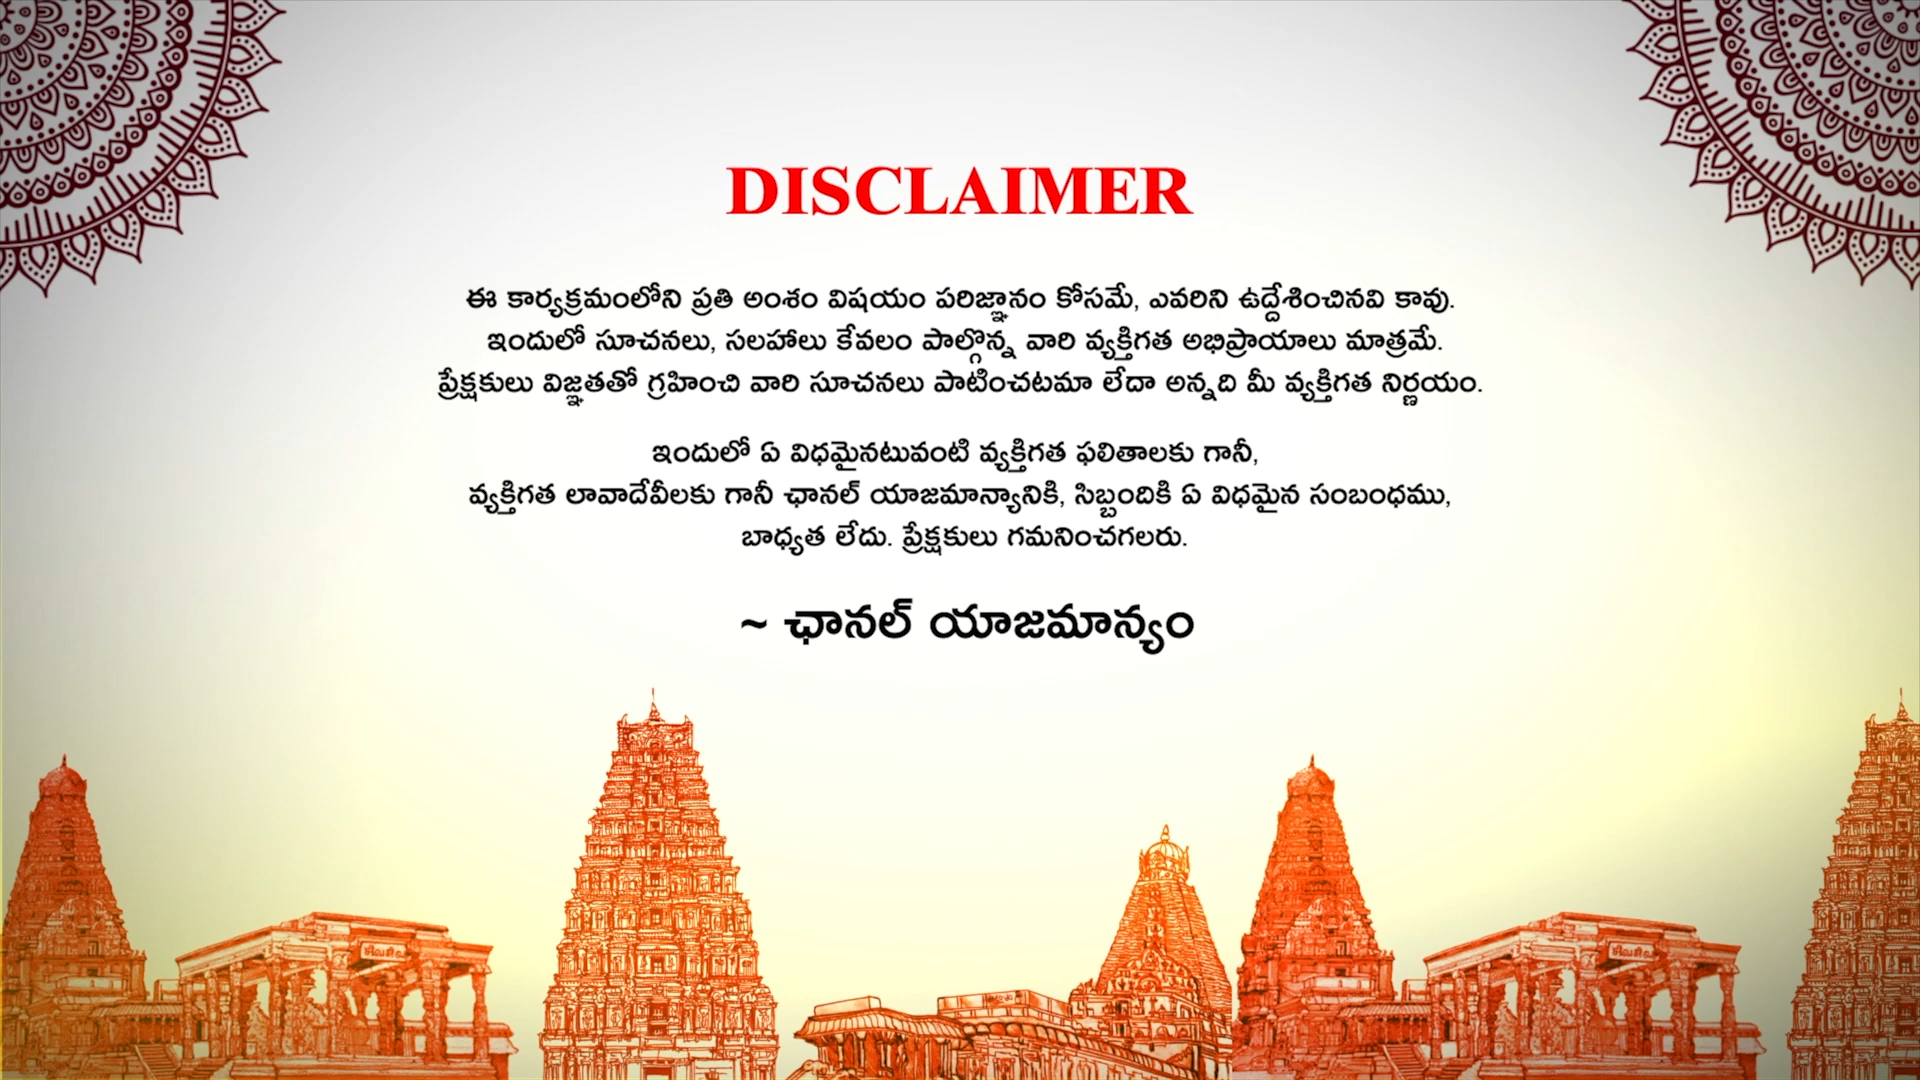 DISCLAIMER
ఈ కార్యక్రమంలోని ప్రతి అంశం విషయం పరిజ్ఞానం కోసమే, ఎవరిని ఉద్దేశించినవి కావు.
ఇందులో సూచనలు, సలహాలు కేవలం పాల్గొన్న వారి వ్యక్తిగత అభిప్రాయాలు మాత్రమే.
ప్రేక్షకులు విజ్ఞతతో గ్రహించి వారి సూచనలు పాటించటమా లేదా అన్నది మీ వ్యక్తిగత నిర్ణయం.
ఇందులో ఏ విధమైనటువంటి వ్యక్తిగత ఫలితాలకు గానీ,
వ్యక్తిగత లావాదేవీలకు గానీ ఛానల్ యాజమాన్యానికి, సిబ్బందికి ఏ విధమైన సంబంధము,
బాధ్యత లేదు. ప్రేక్షకులు గమనించగలరు.
~ ఛానల్ యాజమాన్యం